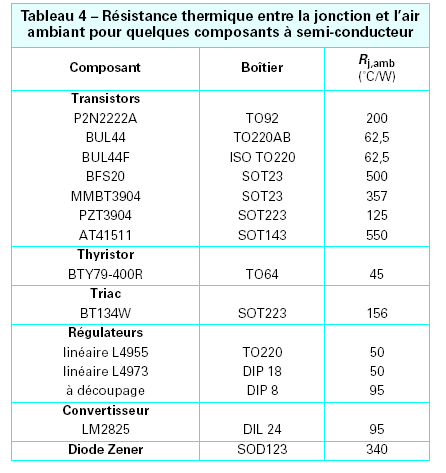 Tableau 4 – Résistance thermique entre la jonction et l'air
ambiant pour quelques composants à semi-conducteur
Composant Boîtier Rj,amb
(˚C/W)
Transistors
P2N2222A TO92 200
BUL44 TO220AB 62,5
BUL44F ISO TO220 62,5
BFS20 SOT23 500
MMBT3904 SOT23 357
PZT3904 SOT223 125
AT41511 SOT143 550
Thyristor
BTY79-400R TO64 45
Triac
BT134W SOT223 156
Régulateurs
linéaire L4955 TO220 50
linéaire L4973 DIP 18 50
à découpage DIP 8 95
Convertisseur
LM2825 DIL 24 95
Diode Zener SOD123 340